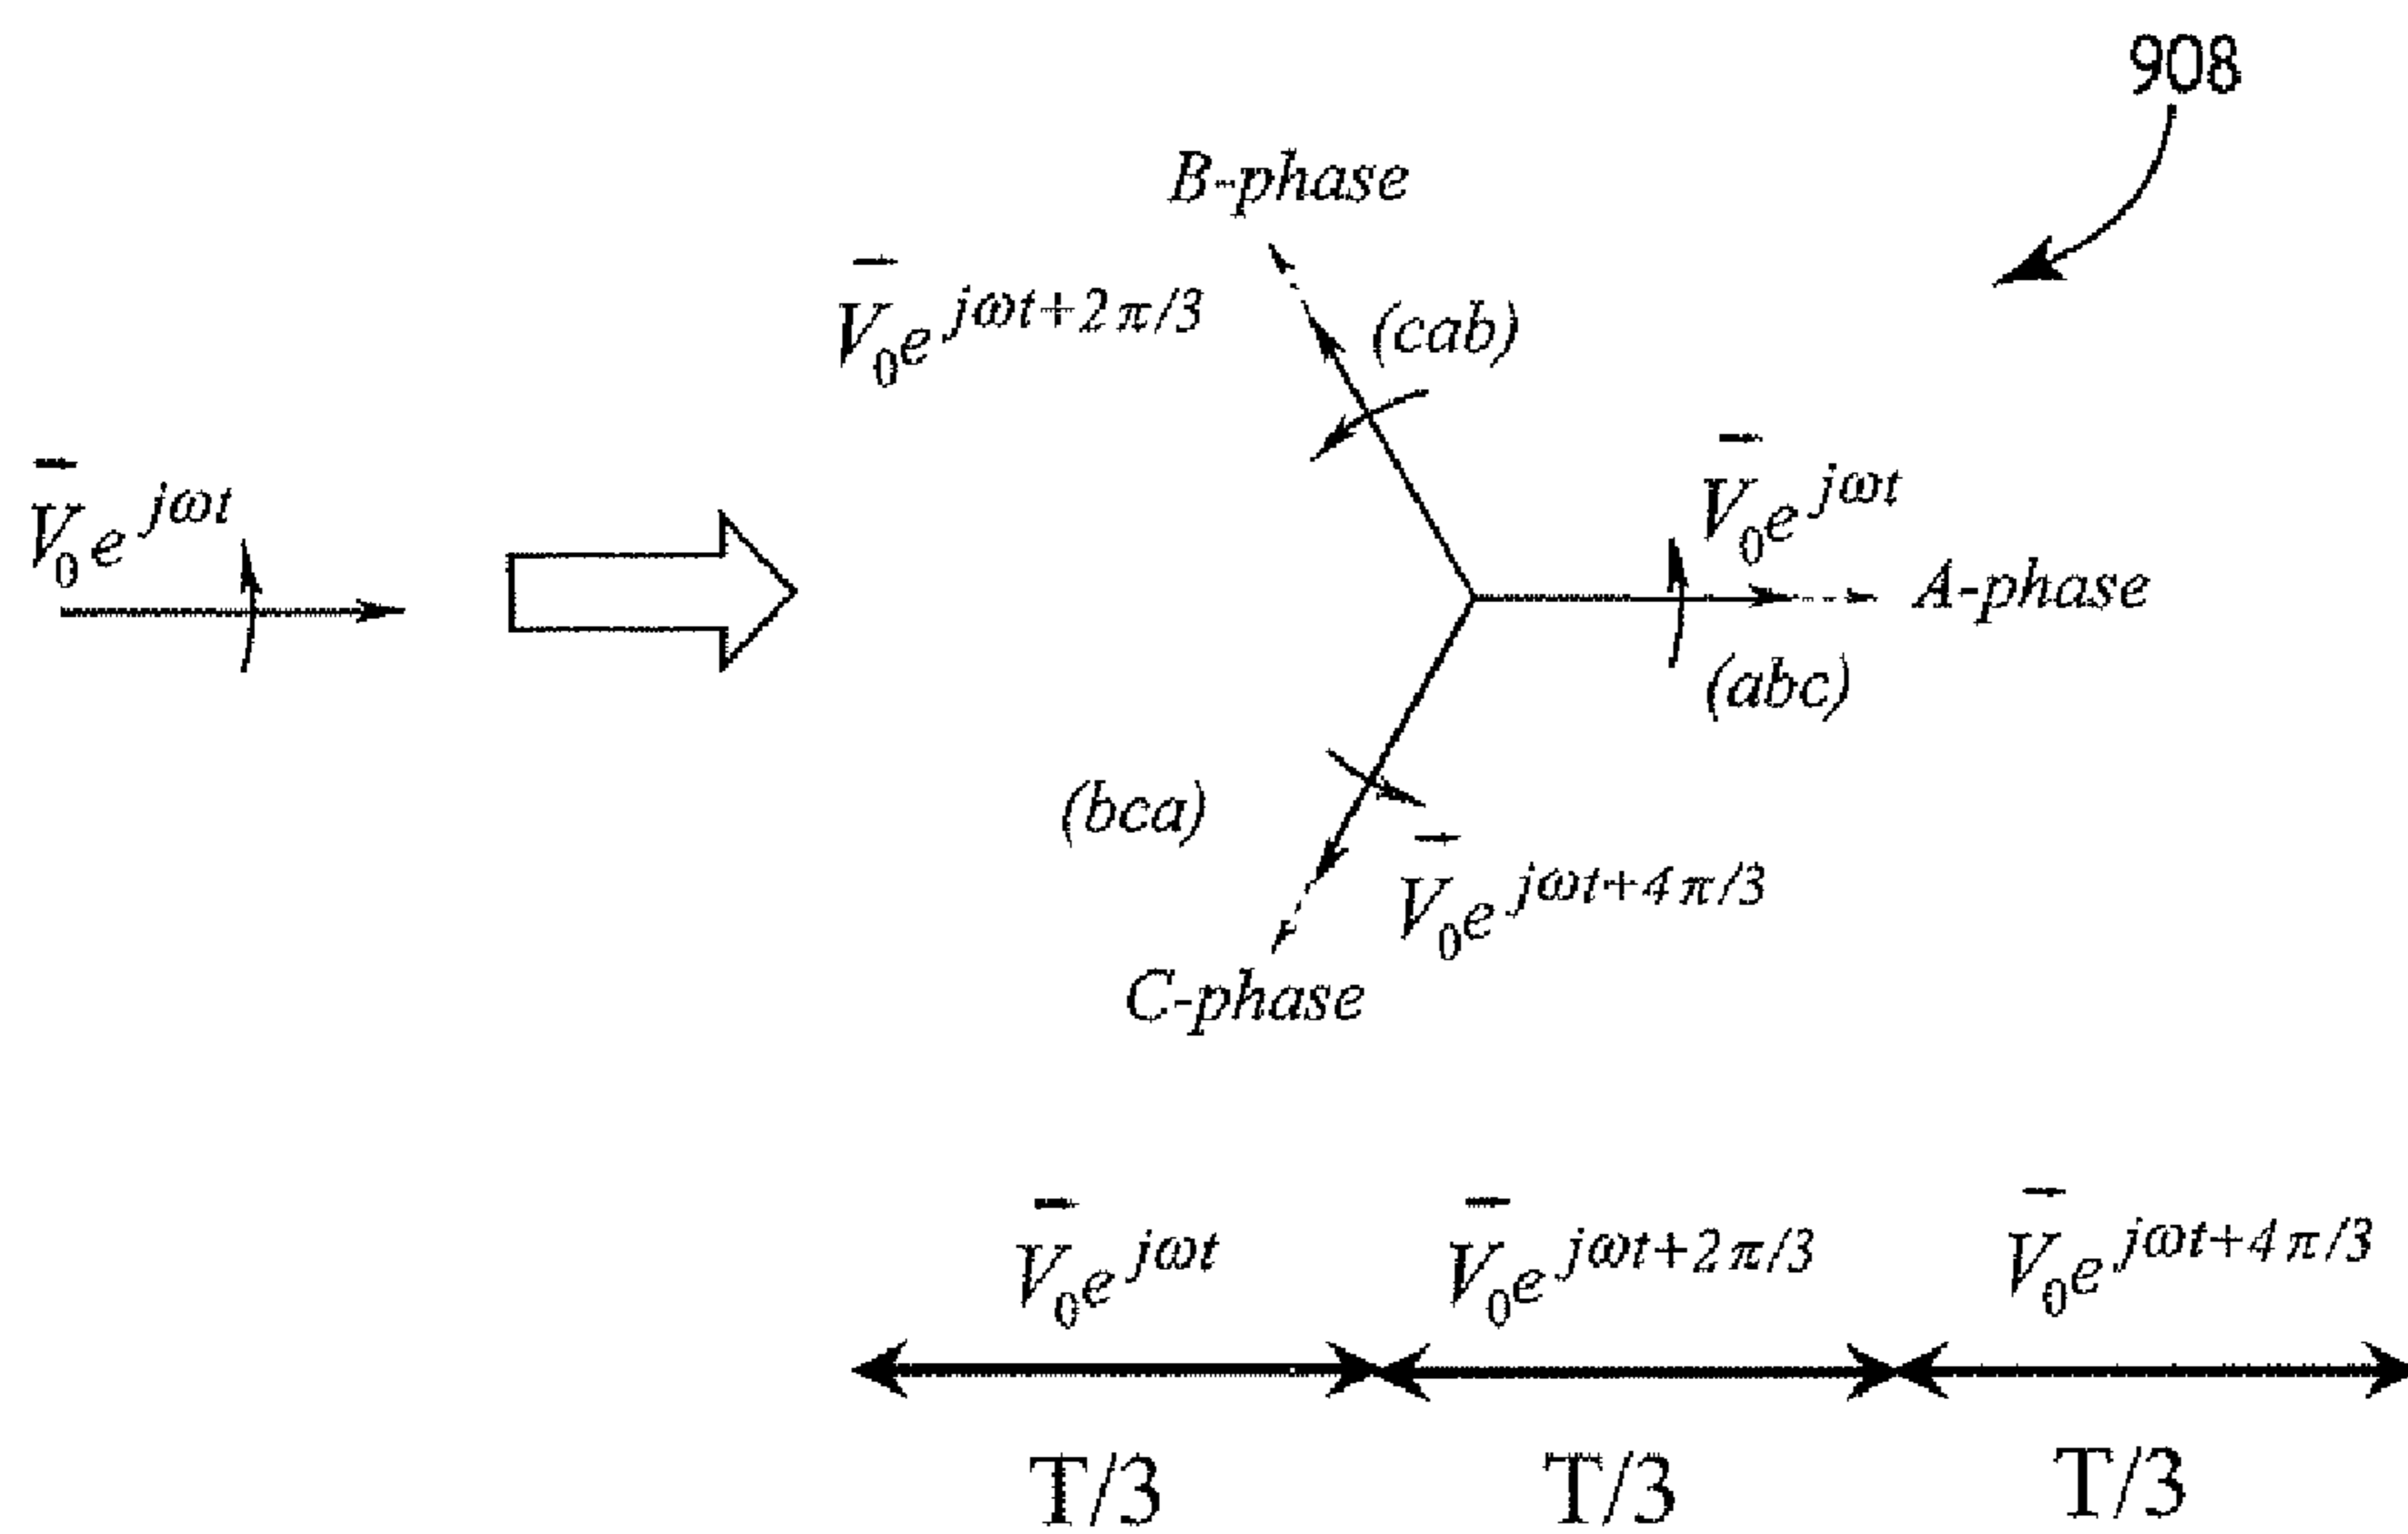 908
B-phase
V̄₀e^{jωt+2π/3}
(cab)
V̄₀e^{jωt}
V̄₀e^{jωt}
A-phase
(abc)
(bca)
V̄₀e^{jωt+4π/3}
C-phase
V̄₀e^{jωt} V̄₀e^{jωt+2π/3} V̄₀e^{jωt+4π/3}
T/3 T/3 T/3